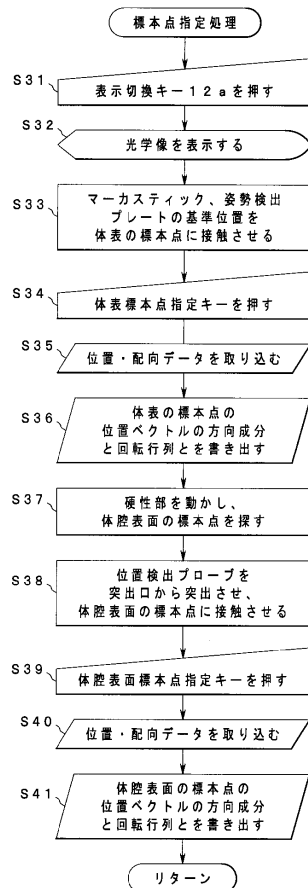 標本点指定処理
S31
表示切換キー12aを押す
S32
光学像を表示する
S33
マーカスティック、姿勢検出
プレートの基準位置を
体表の標本点に接触させる
S34
体表標本点指定キーを押す
S35
位置・配向データを取り込む
S36
体表の標本点の
位置ベクトルの方向成分
と回転行列とを書き出す
S37
硬性部を動かし、
体腔表面の標本点を探す
S38
位置検出プローブを
突出口から突出させ、
体腔表面の標本点に接触させる
S39
体腔表面標本点指定キーを押す
S40
位置・配向データを取り込む
S41
体腔表面の標本点の
位置ベクトルの方向成分
と回転行列とを書き出す
リターン